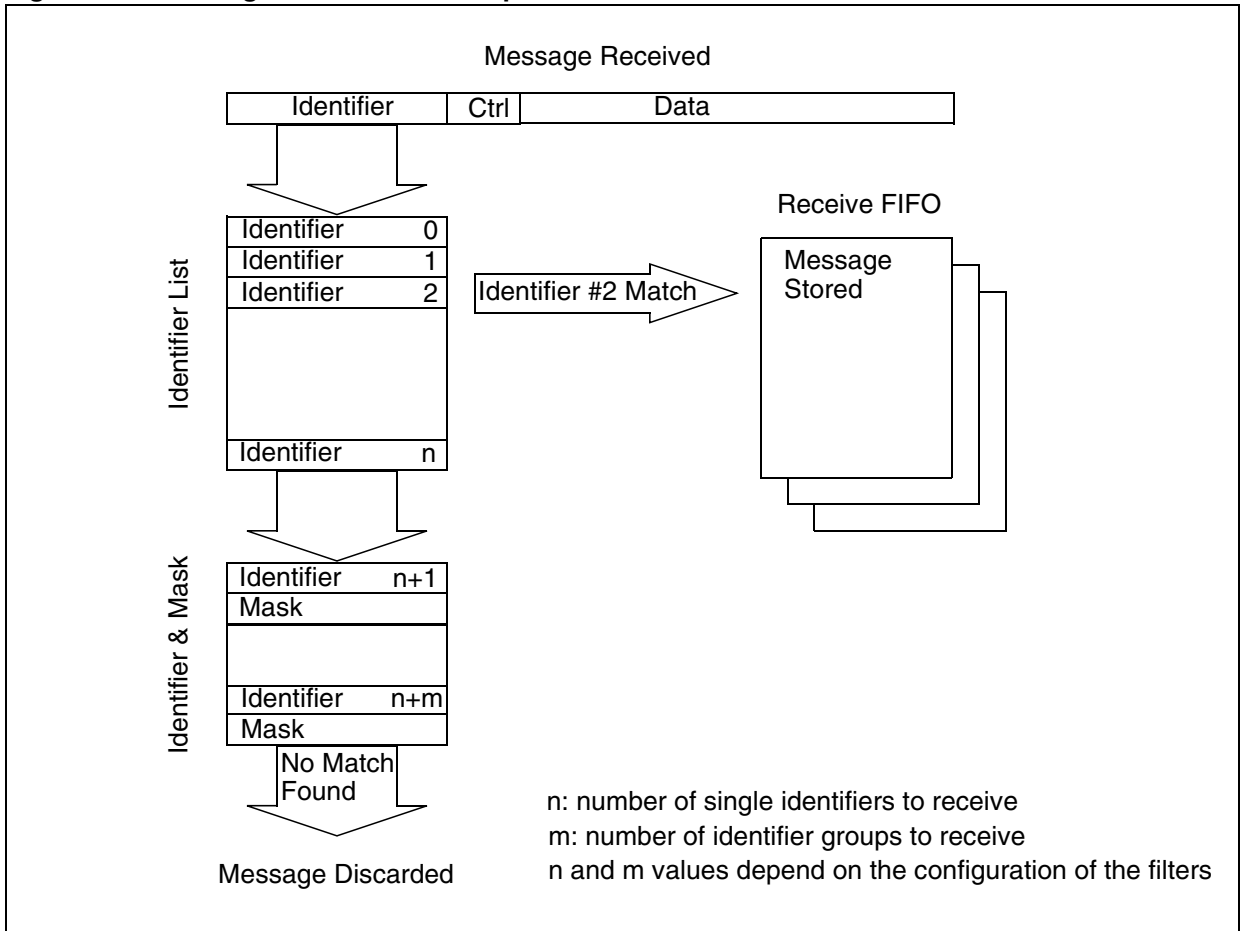 Message Received
Identifier Ctrl Data
Receive FIFO
Identifier List
Identifier 0
Identifier 1
Identifier 2
Identifier n
Identifier #2 Match
Message
Stored
Identifier & Mask
Identifier n+1
Mask
Identifier n+m
Mask
No Match
Found
Message Discarded
n: number of single identifiers to receive
m: number of identifier groups to receive
n and m values depend on the configuration of the filters